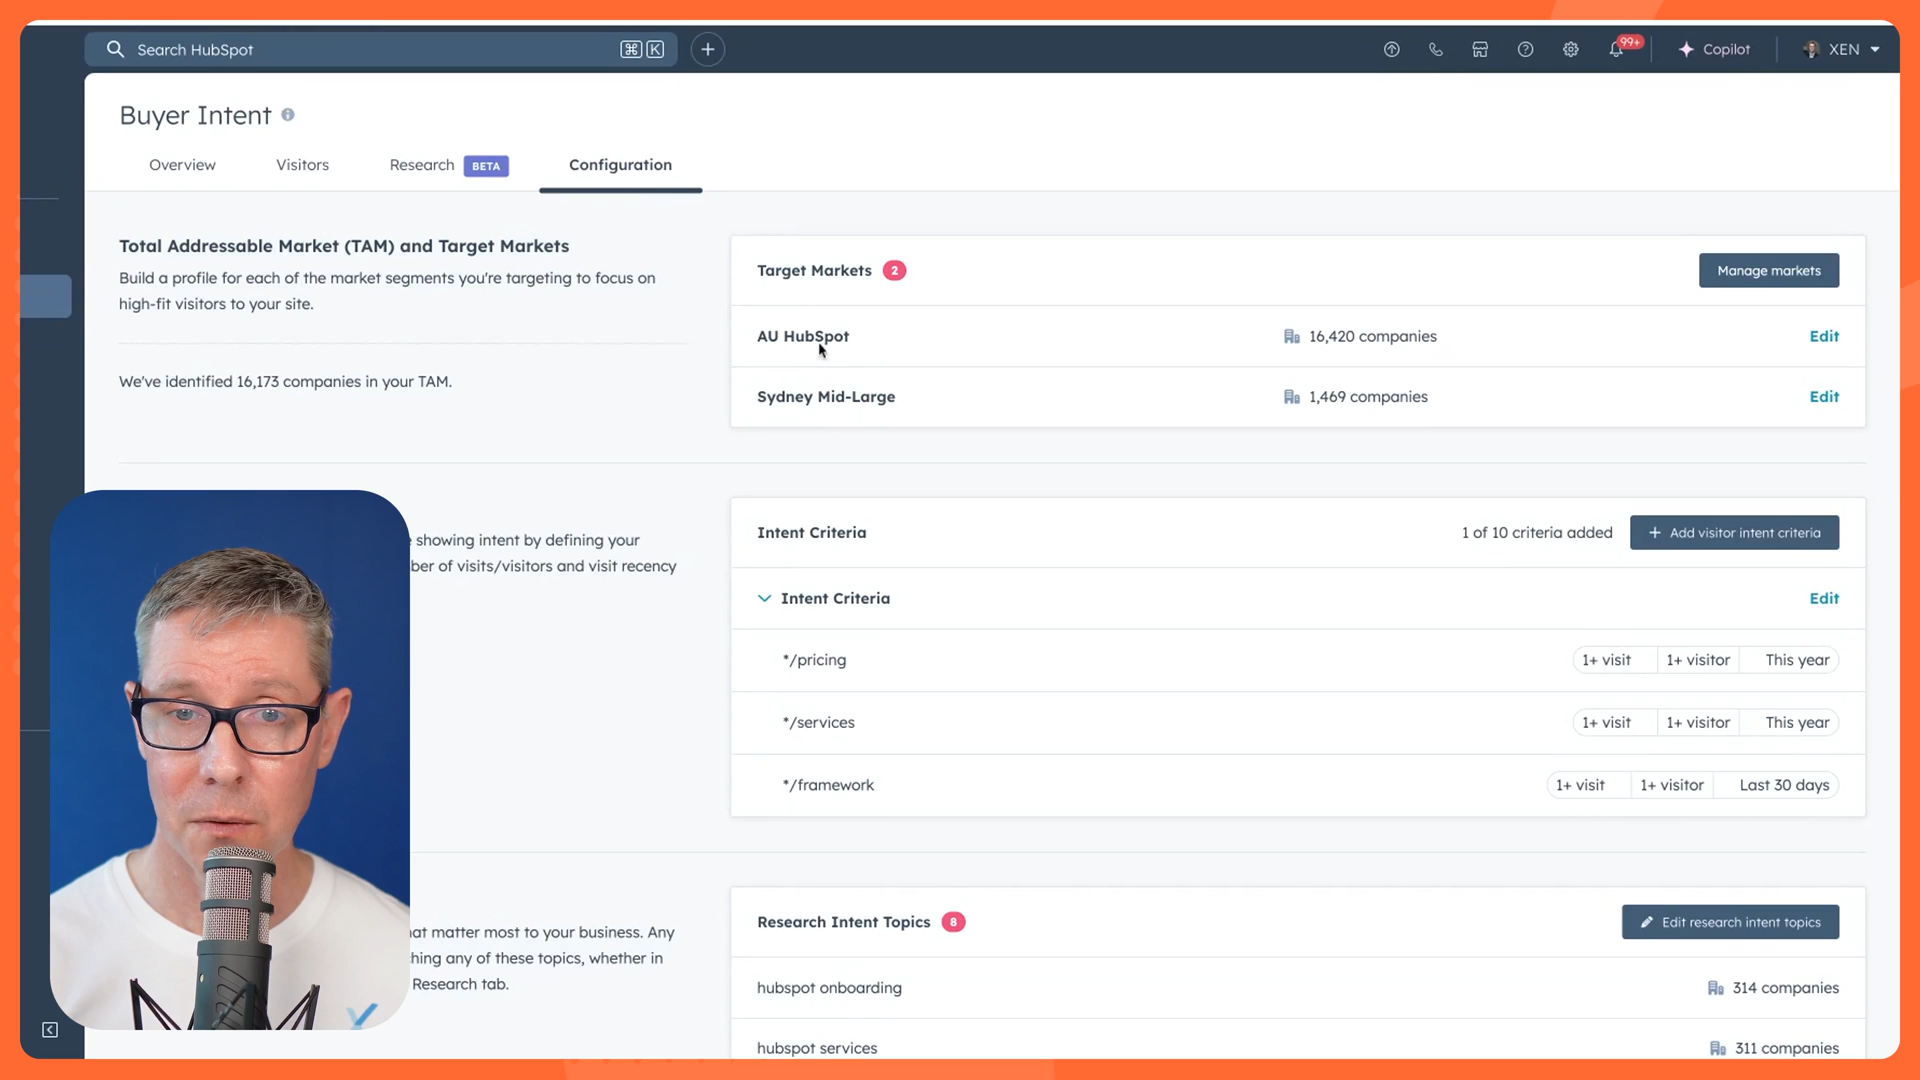 Search HubSpot
⌘ K
+
99+
Copilot
XEN
Buyer Intent
Overview
Visitors
Research
BETA
Configuration
Total Addressable Market (TAM) and Target Markets
Build a profile for each of the market segments you're targeting to focus on
high-fit visitors to your site.
We've identified 16,173 companies in your TAM.
Target Markets 2
Manage markets
AU HubSpot
16,420 companies
Edit
Sydney Mid-Large
1,469 companies
Edit
showing intent by defining your
ber of visits/visitors and visit recency
Intent Criteria
1 of 10 criteria added
+ Add visitor intent criteria
Intent Criteria
Edit
*/pricing
1+ visit
1+ visitor
This year
*/services
1+ visit
1+ visitor
This year
*/framework
1+ visit
1+ visitor
Last 30 days
at matter most to your business. Any
hing any of these topics, whether in
Research tab.
Research Intent Topics 8
Edit research intent topics
hubspot onboarding
314 companies
hubspot services
311 companies